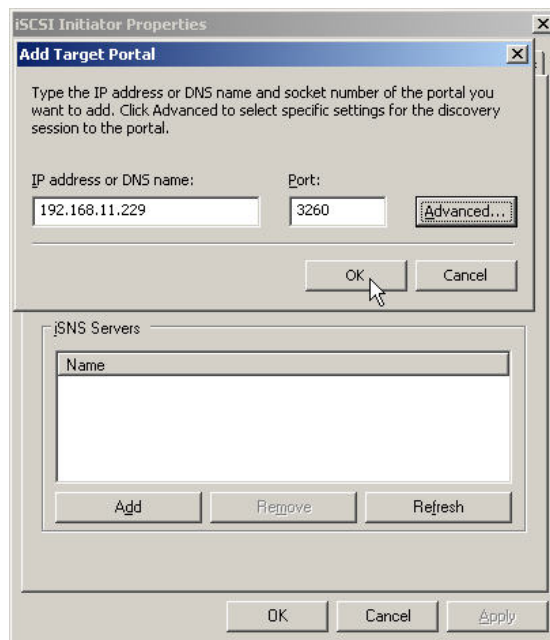 iSCSI Initiator Properties
Add Target Portal
Type the IP address or DNS name and socket number of the portal you
want to add. Click Advanced to select specific settings for the discovery
session to the portal.
IP address or DNS name:
Port:
192.168.11.229
3260
Advanced...
OK
Cancel
iSNS Servers
Name
Add
Remove
Refresh
OK
Cancel
Apply